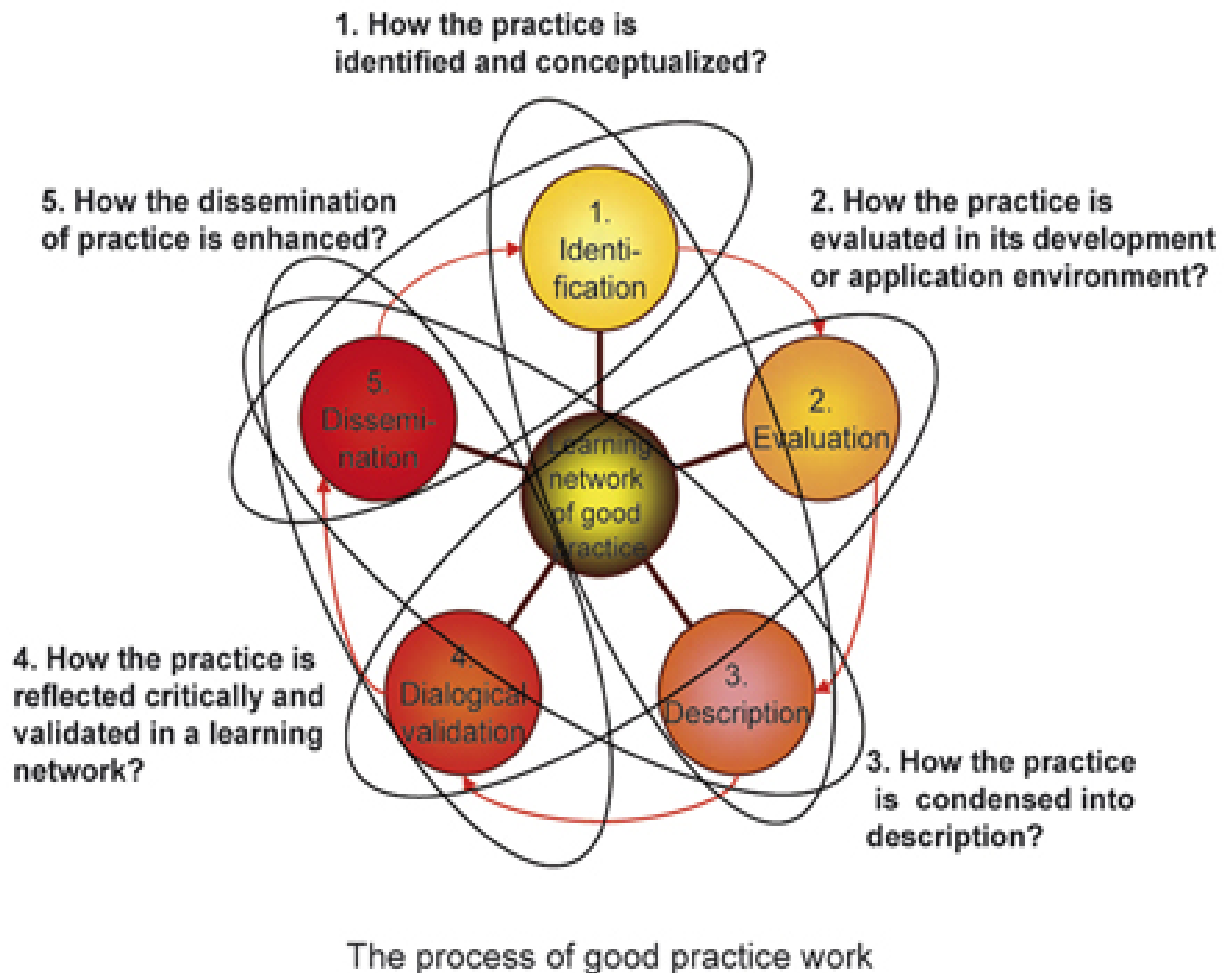 1. How the practice is
identified and conceptualized?
5. How the dissemination
of practice is enhanced?
2. How the practice is
evaluated in its development
or application environment?
1.
Identi-
fication
5.
Dissemi-
nation
2.
Evaluation
Learning
network
of good
practice
4.
Dialogical
validation
3.
Description
4. How the practice is
reflected critically and
validated in a learning
network?
3. How the practice
is condensed into
description?
The process of good practice work